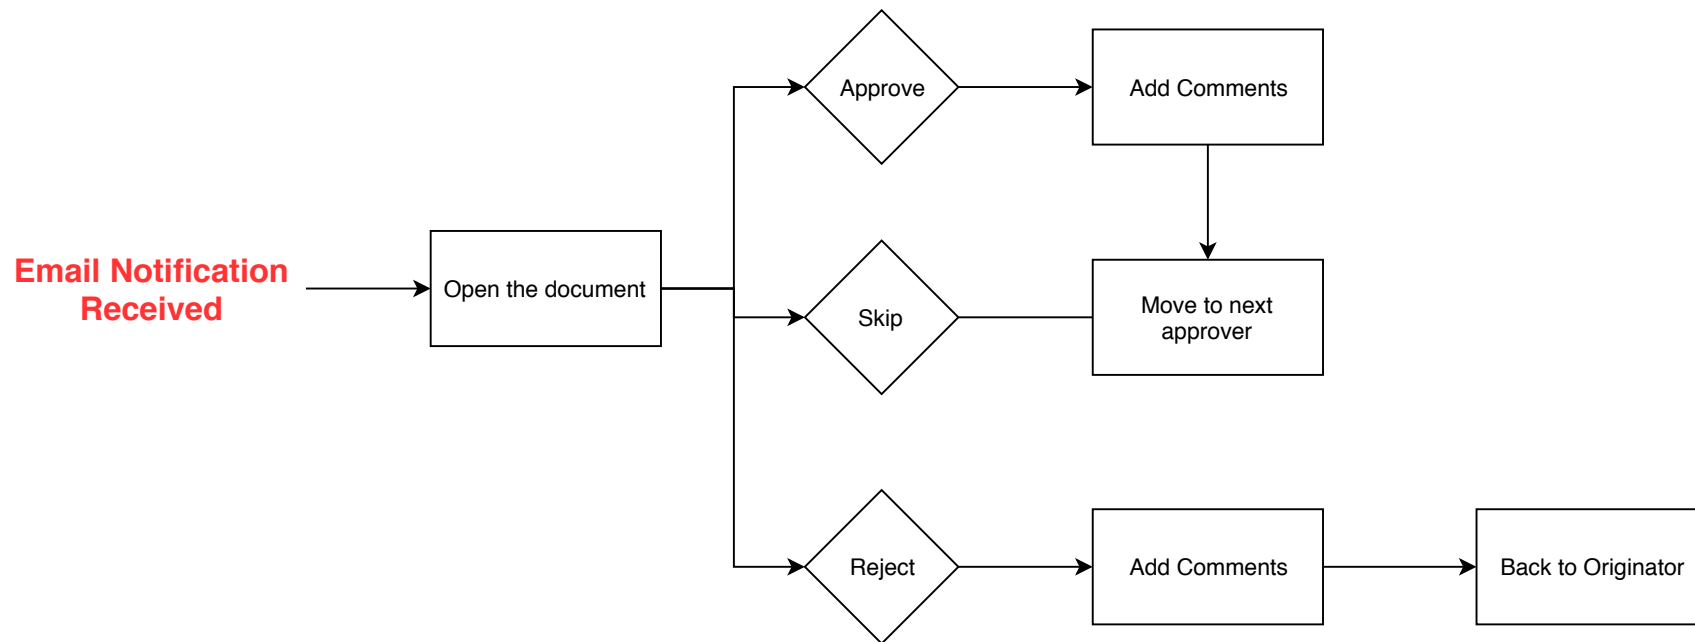 Email Notification
Received
Open the document
Approve
Add Comments
Skip
Move to next
approver
Reject
Add Comments
Back to Originator